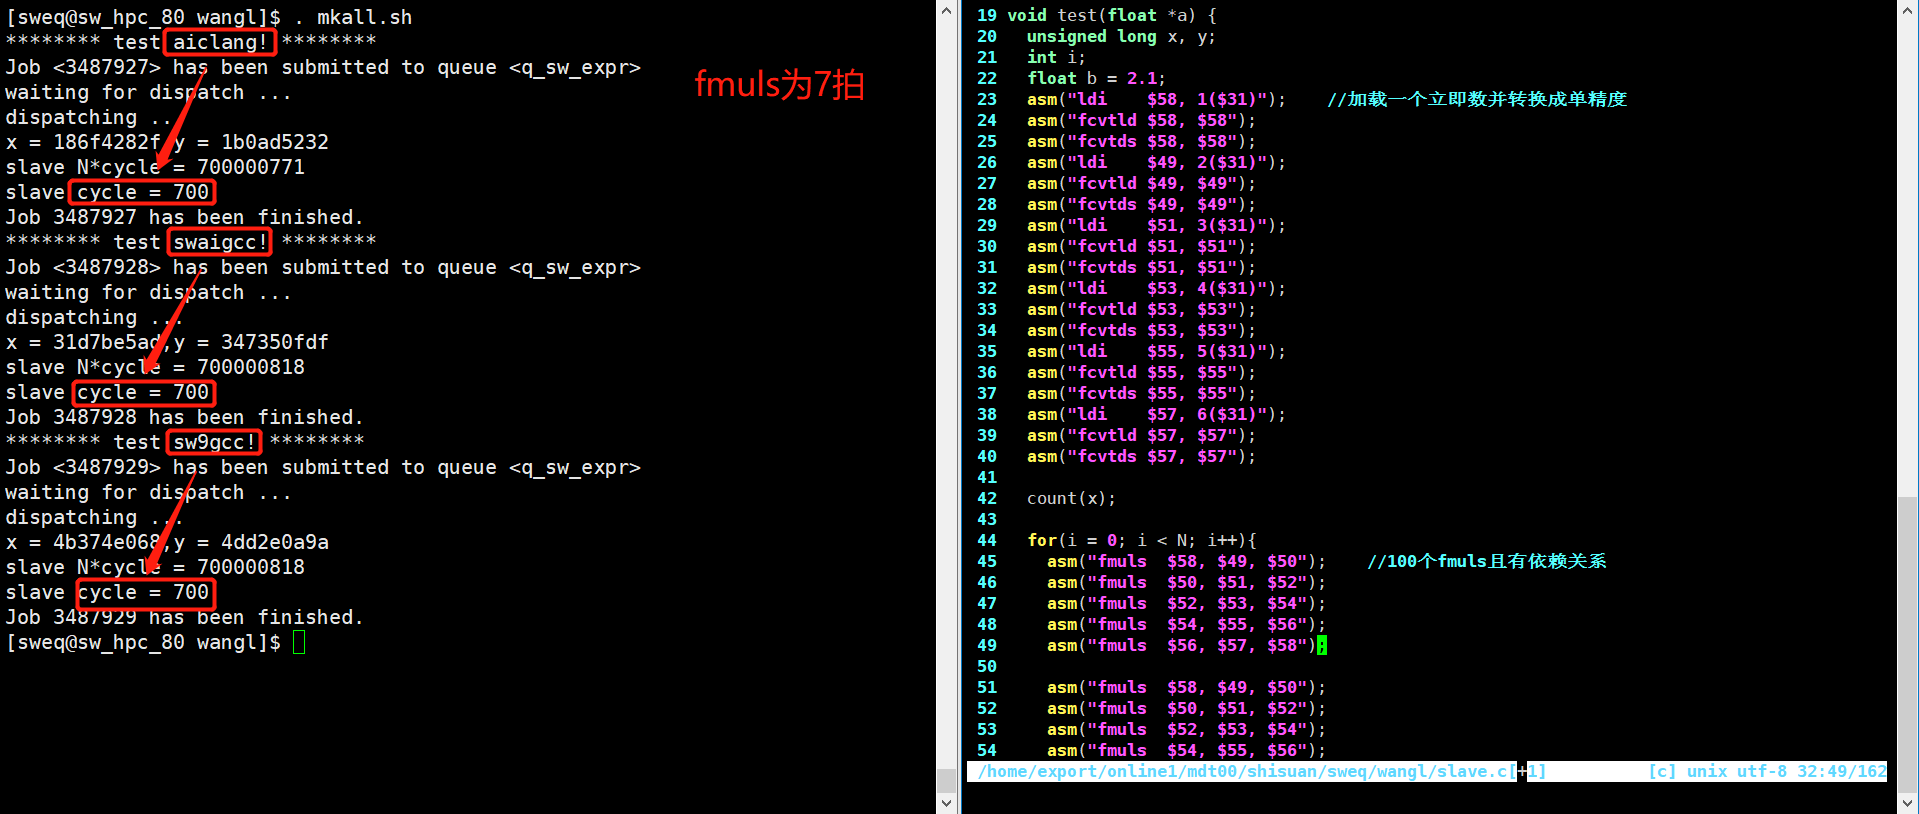 [sweq@sw_hpc_80 wangl]$ . mkall.sh
******** test aiclang! ********
Job <3487927> has been submitted to queue <q_sw_expr>
waiting for dispatch ...
dispatching ...
x = 186f4282f,y = 1b0ad5232
slave N*cycle = 700000771
slave cycle = 700
Job 3487927 has been finished.
******** test swaigcc! ********
Job <3487928> has been submitted to queue <q_sw_expr>
waiting for dispatch ...
dispatching ...
x = 31d7be5ad,y = 347350fdf
slave N*cycle = 700000818
slave cycle = 700
Job 3487928 has been finished.
******** test sw9gcc! ********
Job <3487929> has been submitted to queue <q_sw_expr>
waiting for dispatch ...
dispatching ...
x = 4b374e068,y = 4dd2e0a9a
slave N*cycle = 700000818
slave cycle = 700
Job 3487929 has been finished.
[sweq@sw_hpc_80 wangl]$
fmuls为7拍
19 void test(float *a) {
20   unsigned long x, y;
21   int i;
22   float b = 2.1;
23   asm("ldi    $58, 1($31)");    //加载一个立即数并转换成单精度
24   asm("fcvtld $58, $58");
25   asm("fcvtds $58, $58");
26   asm("ldi    $49, 2($31)");
27   asm("fcvtld $49, $49");
28   asm("fcvtds $49, $49");
29   asm("ldi    $51, 3($31)");
30   asm("fcvtld $51, $51");
31   asm("fcvtds $51, $51");
32   asm("ldi    $53, 4($31)");
33   asm("fcvtld $53, $53");
34   asm("fcvtds $53, $53");
35   asm("ldi    $55, 5($31)");
36   asm("fcvtld $55, $55");
37   asm("fcvtds $55, $55");
38   asm("ldi    $57, 6($31)");
39   asm("fcvtld $57, $57");
40   asm("fcvtds $57, $57");
41
42   count(x);
43
44   for(i = 0; i < N; i++){
45     asm("fmuls  $58, $49, $50");    //100个fmuls且有依赖关系
46     asm("fmuls  $50, $51, $52");
47     asm("fmuls  $52, $53, $54");
48     asm("fmuls  $54, $55, $56");
49     asm("fmuls  $56, $57, $58");
50
51     asm("fmuls  $58, $49, $50");
52     asm("fmuls  $50, $51, $52");
53     asm("fmuls  $52, $53, $54");
54     asm("fmuls  $54, $55, $56");
/home/export/online1/mdt00/shisuan/sweq/wangl/slave.c[+1]          [c] unix utf-8 32:49/162